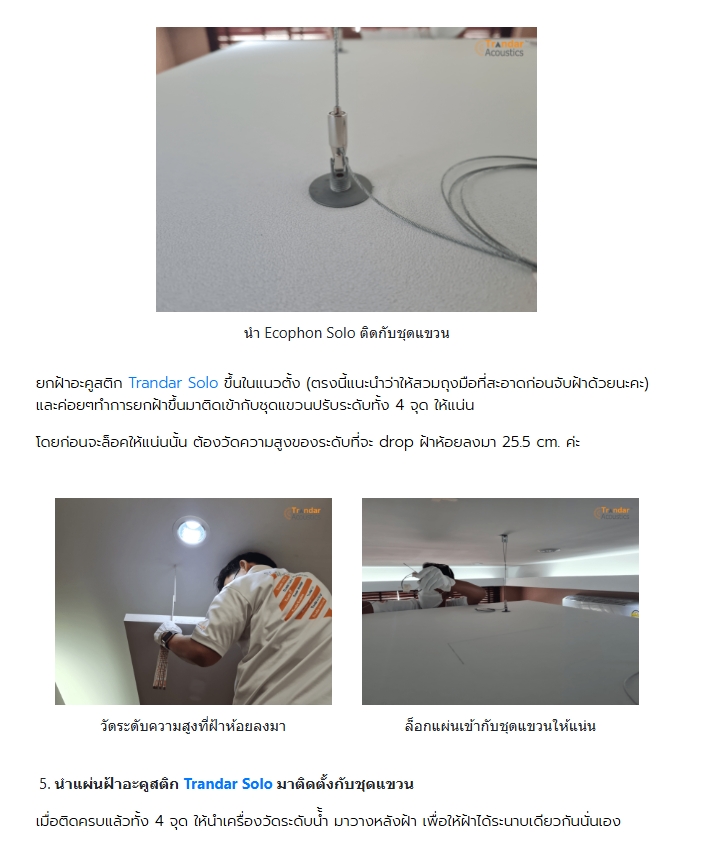 Trandar
Acoustics
นำ Ecophon Solo ติดกับชุดแขวน
ยกฝ้าอะคูสติก Trandar Solo ขึ้นในแนวตั้ง (ตรงนี้แนะนำว่าให้สวมถุงมือที่สะอาดก่อนจับฝ้าด้วยนะคะ)
และค่อยๆทำการยกฝ้าขึ้นมาติดเข้ากับชุดแขวนปรับระดับทั้ง 4 จุด ให้แน่น
โดยก่อนจะล็อคให้แน่นนั้น ต้องวัดความสูงของระดับที่จะ drop ฝ้าห้อยลงมา 25.5 cm. ค่ะ
Trandar
Acoustics
Trandar
Acoustics
วัดระดับความสูงที่ฝ้าห้อยลงมา
ล็อกแผ่นเข้ากับชุดแขวนให้แน่น
5. นำแผ่นฝ้าอะคูสติก Trandar Solo มาติดตั้งกับชุดแขวน
เมื่อติดครบแล้วทั้ง 4 จุด ให้นำเครื่องวัดระดับน้ำ้ มาวางหลังฝ้า เพื่อให้ฝ้าได้ระนาบเดียวกันนั่นเอง